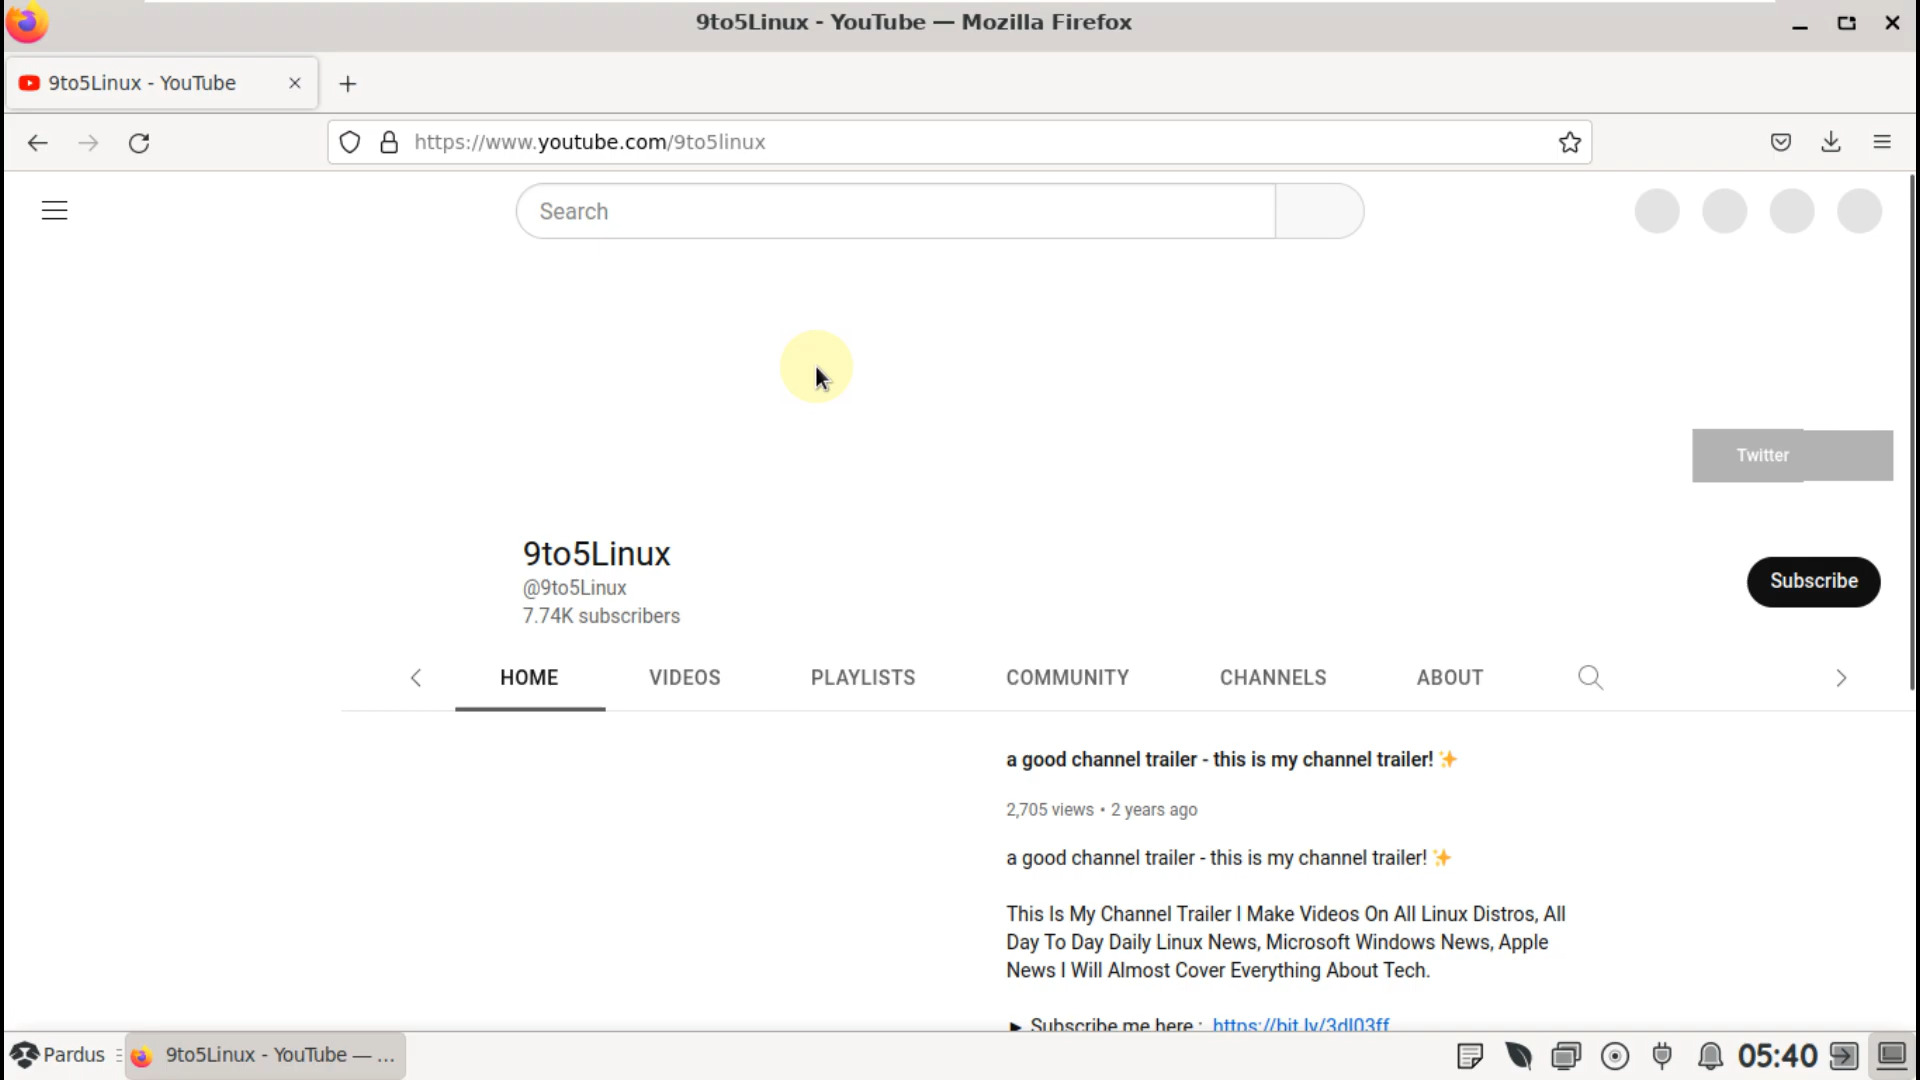 9to5Linux - YouTube — Mozilla Firefox
9to5Linux - YouTube
https://www.youtube.com/9to5linux
Search
Twitter
9to5Linux
@9to5Linux
7.74K subscribers
Subscribe
HOME VIDEOS PLAYLISTS COMMUNITY CHANNELS ABOUT
a good channel trailer - this is my channel trailer! ✨
2,705 views • 2 years ago
a good channel trailer - this is my channel trailer! ✨
This Is My Channel Trailer I Make Videos On All Linux Distros, All
Day To Day Daily Linux News, Microsoft Windows News, Apple
News I Will Almost Cover Everything About Tech.
► Subscribe me here :
Pardus 9to5Linux - YouTube — ... 05:40